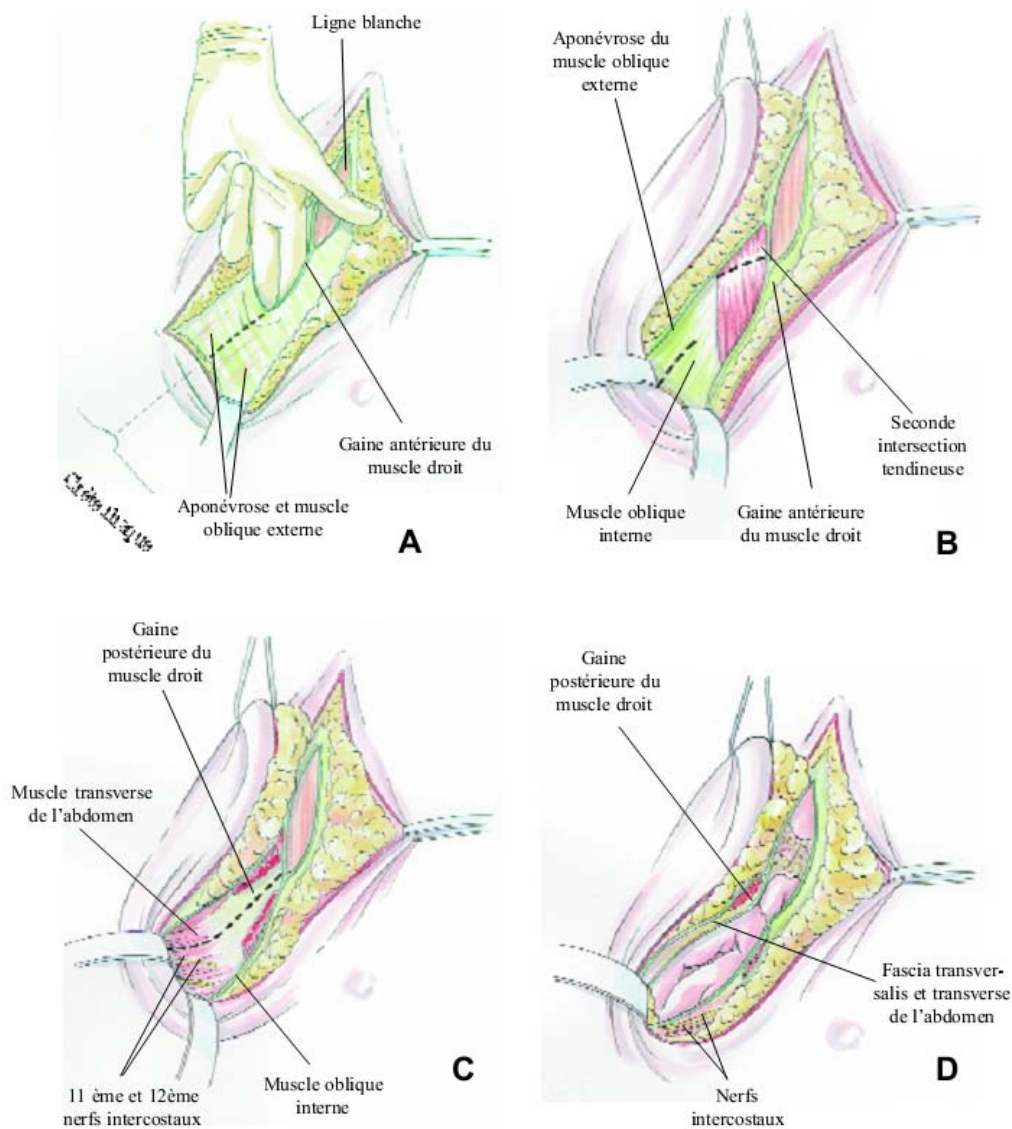 Ligne blanche
Gaine antérieure du
muscle droit
Aponévrose et muscle
oblique externe
Crête iliaque
A
Aponévrose du
muscle oblique
externe
Seconde
intersection
tendineuse
Muscle oblique
interne
Gaine antérieure
du muscle droit
B
Gaine
postérieure du
muscle droit
Muscle transverse
de l'abdomen
11 ème et 12ème
nerfs intercostaux
Muscle oblique
interne
C
Gaine
postérieure du
muscle droit
Fascia transver-
salis et transverse
de l'abdomen
Nerfs
intercostaux
D